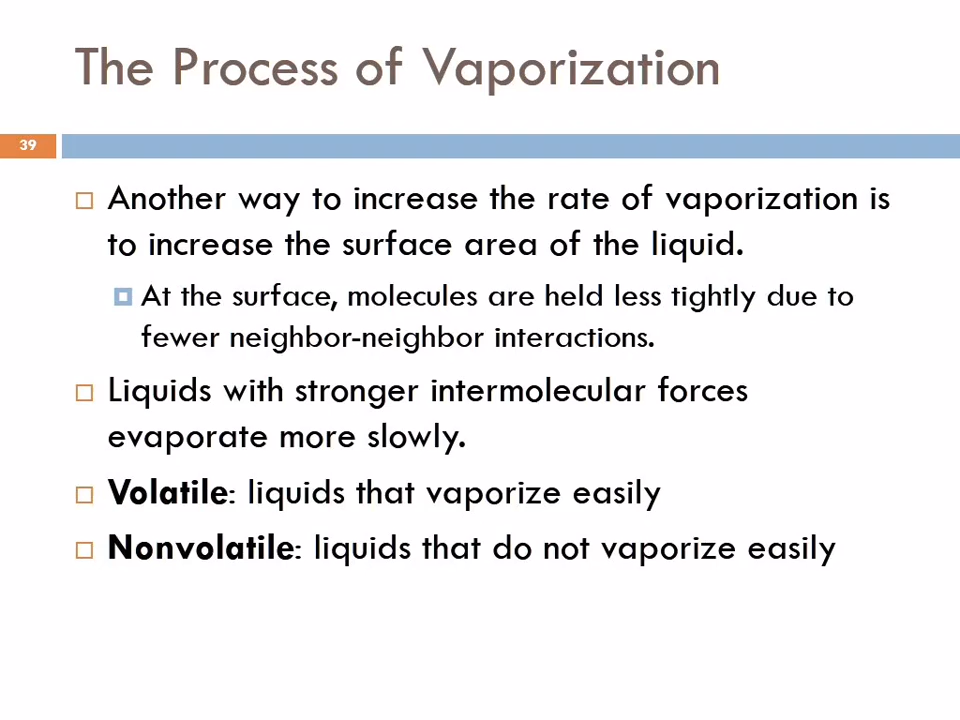 The Process of Vaporization
39
Another way to increase the rate of vaporization is
to increase the surface area of the liquid.
At the surface, molecules are held less tightly due to
fewer neighbor-neighbor interactions.
Liquids with stronger intermolecular forces
evaporate more slowly.
Volatile: liquids that vaporize easily
Nonvolatile: liquids that do not vaporize easily